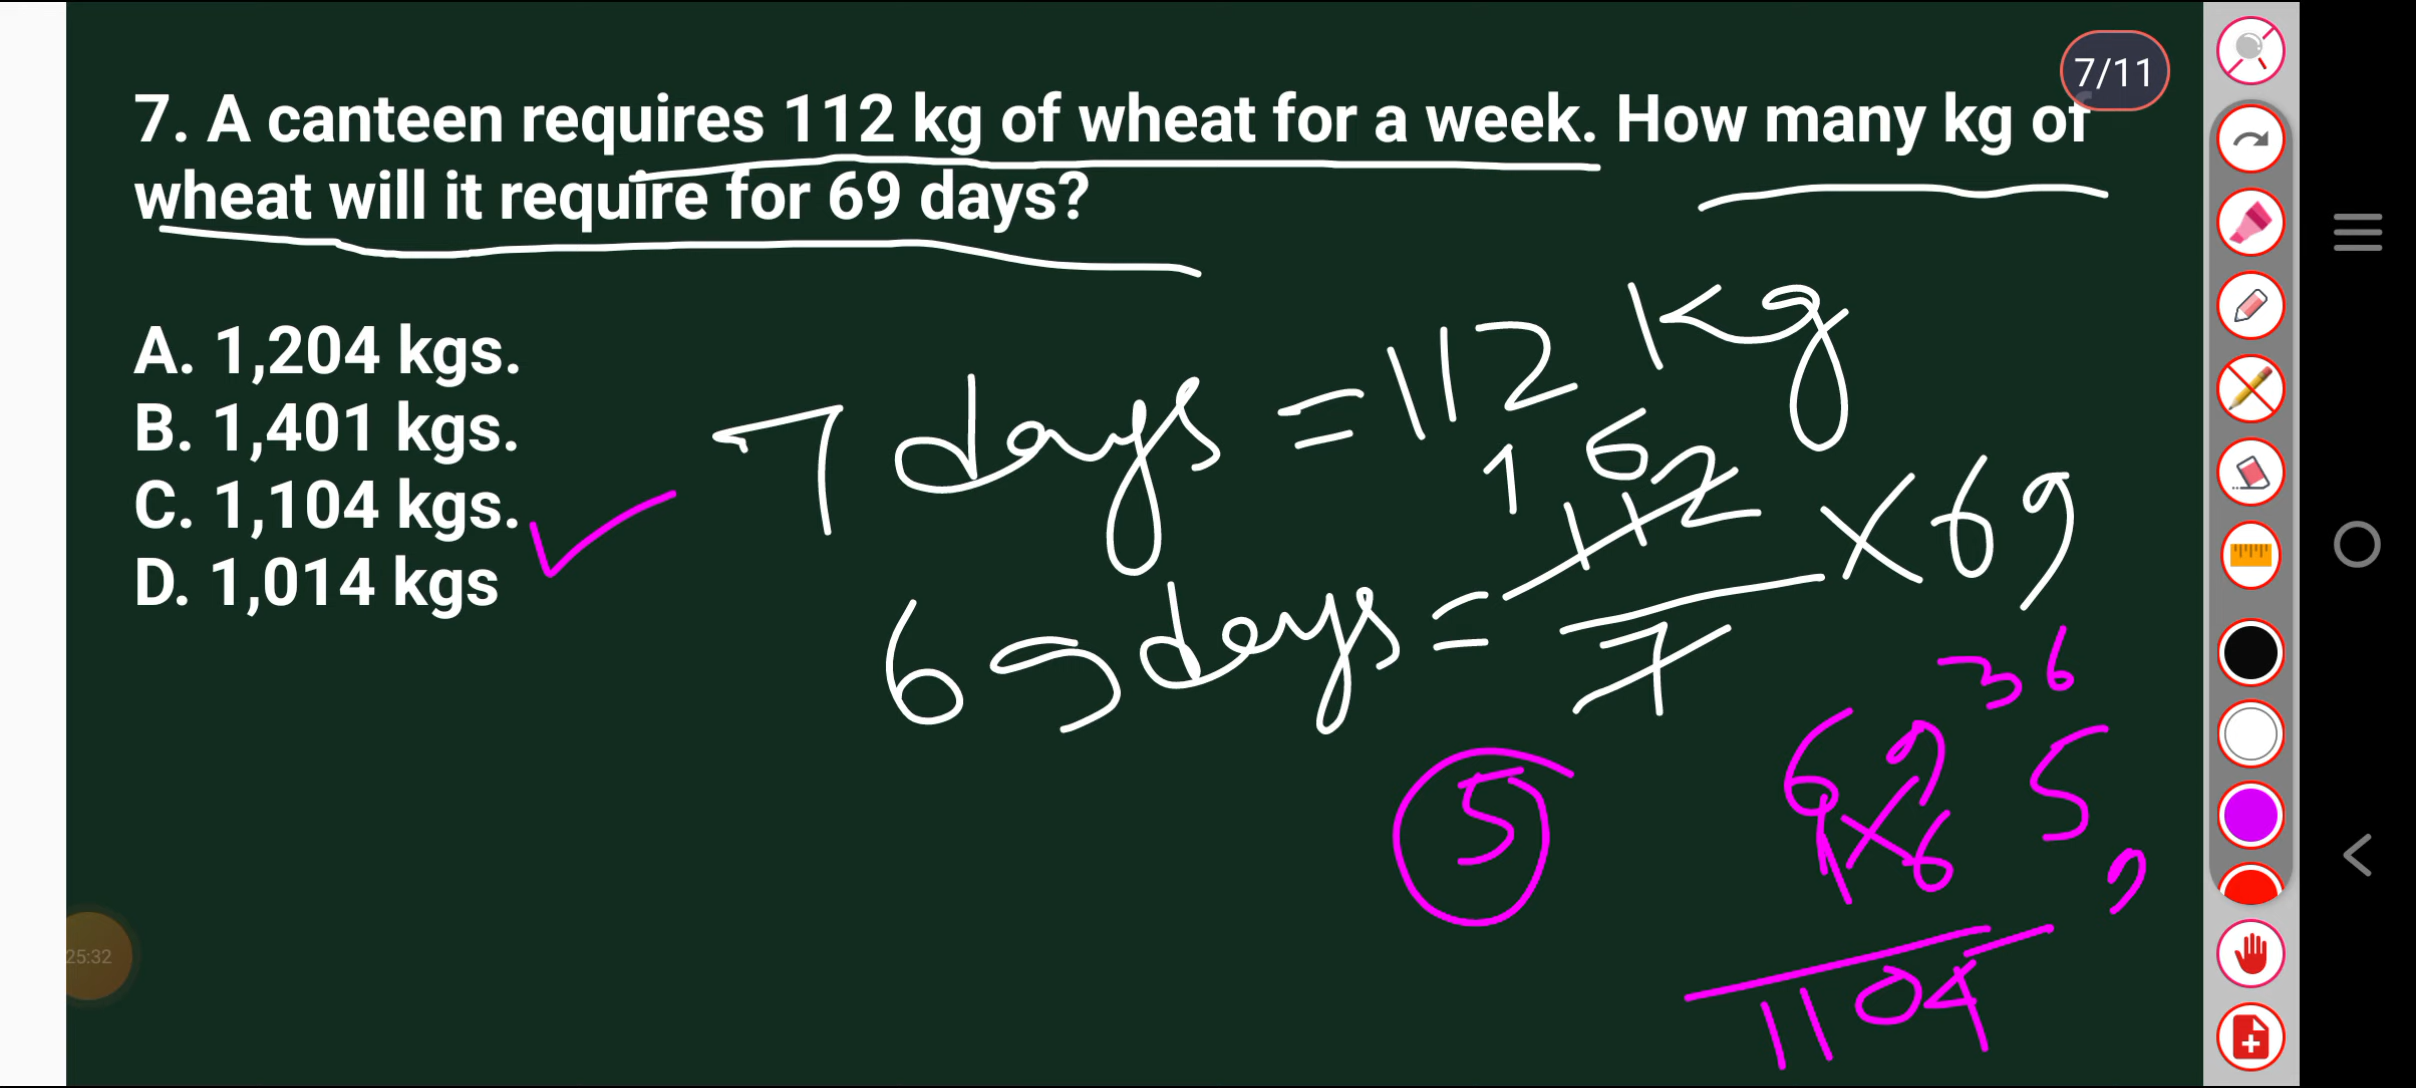 7/11
7. A canteen requires 112 kg of wheat for a week. How many kg of
wheat will it require for 69 days?
A. 1,204 kgs.
B. 1,401 kgs.
C. 1,104 kgs.
D. 1,014 kgs
7 days = 112 kg
1 6
69 days = 112/7 × 69
36
69 5
×
5
9
1104
25:32